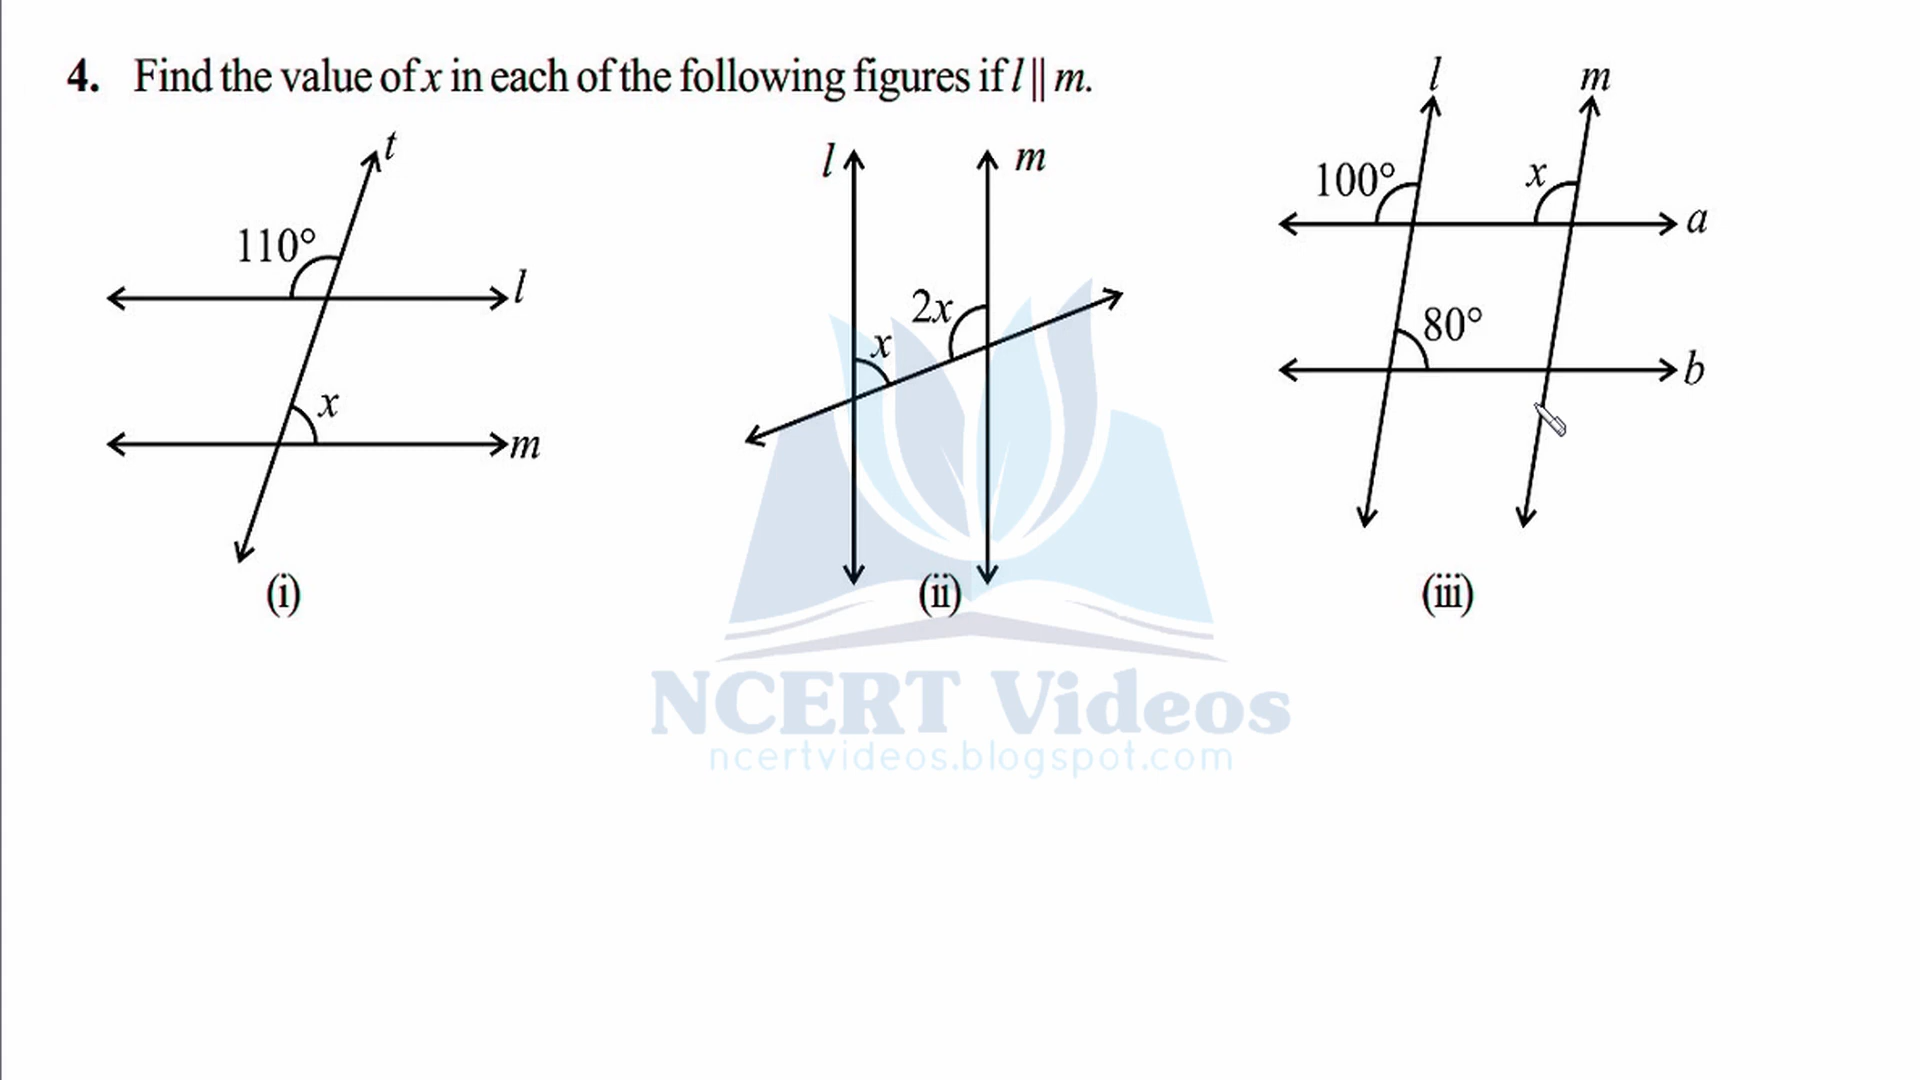 4. Find the value of x in each of the following figures if l || m.
t
110°
l
x
m
(i)
l
m
2x
x
(ii)
l
m
100°
x
a
80°
b
(iii)
NCERT Videos
ncertvideos.blogspot.com